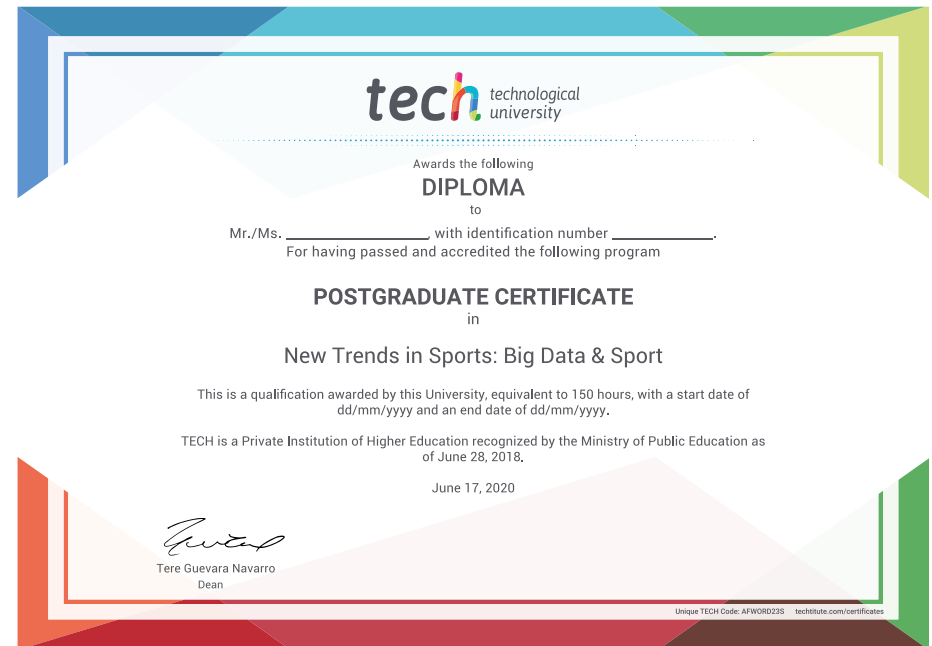 tech technological
university
Awards the following
DIPLOMA
to
Mr./Ms. ____________________, with identification number ______________.
For having passed and accredited the following program
POSTGRADUATE CERTIFICATE
in
New Trends in Sports: Big Data & Sport
This is a qualification awarded by this University, equivalent to 150 hours, with a start date of
dd/mm/yyyy and an end date of dd/mm/yyyy.
TECH is a Private Institution of Higher Education recognized by the Ministry of Public Education as
of June 28, 2018.
June 17, 2020
Tere Guevara Navarro
Dean
Unique TECH Code: AFWORD23S techtitute.com/certificates